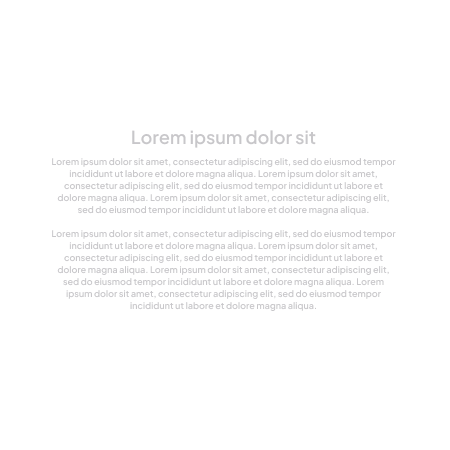 Lorem ipsum dolor sit
Lorem ipsum dolor sit amet, consectetur adipiscing elit, sed do eiusmod tempor
incididunt ut labore et dolore magna aliqua. Lorem ipsum dolor sit amet,
consectetur adipiscing elit, sed do eiusmod tempor incididunt ut labore et
dolore magna aliqua. Lorem ipsum dolor sit amet, consectetur adipiscing elit,
sed do eiusmod tempor incididunt ut labore et dolore magna aliqua.
Lorem ipsum dolor sit amet, consectetur adipiscing elit, sed do eiusmod tempor
incididunt ut labore et dolore magna aliqua. Lorem ipsum dolor sit amet,
consectetur adipiscing elit, sed do eiusmod tempor incididunt ut labore et
dolore magna aliqua. Lorem ipsum dolor sit amet, consectetur adipiscing elit,
sed do eiusmod tempor incididunt ut labore et dolore magna aliqua. Lorem
ipsum dolor sit amet, consectetur adipiscing elit, sed do eiusmod tempor
incididunt ut labore et dolore magna aliqua.